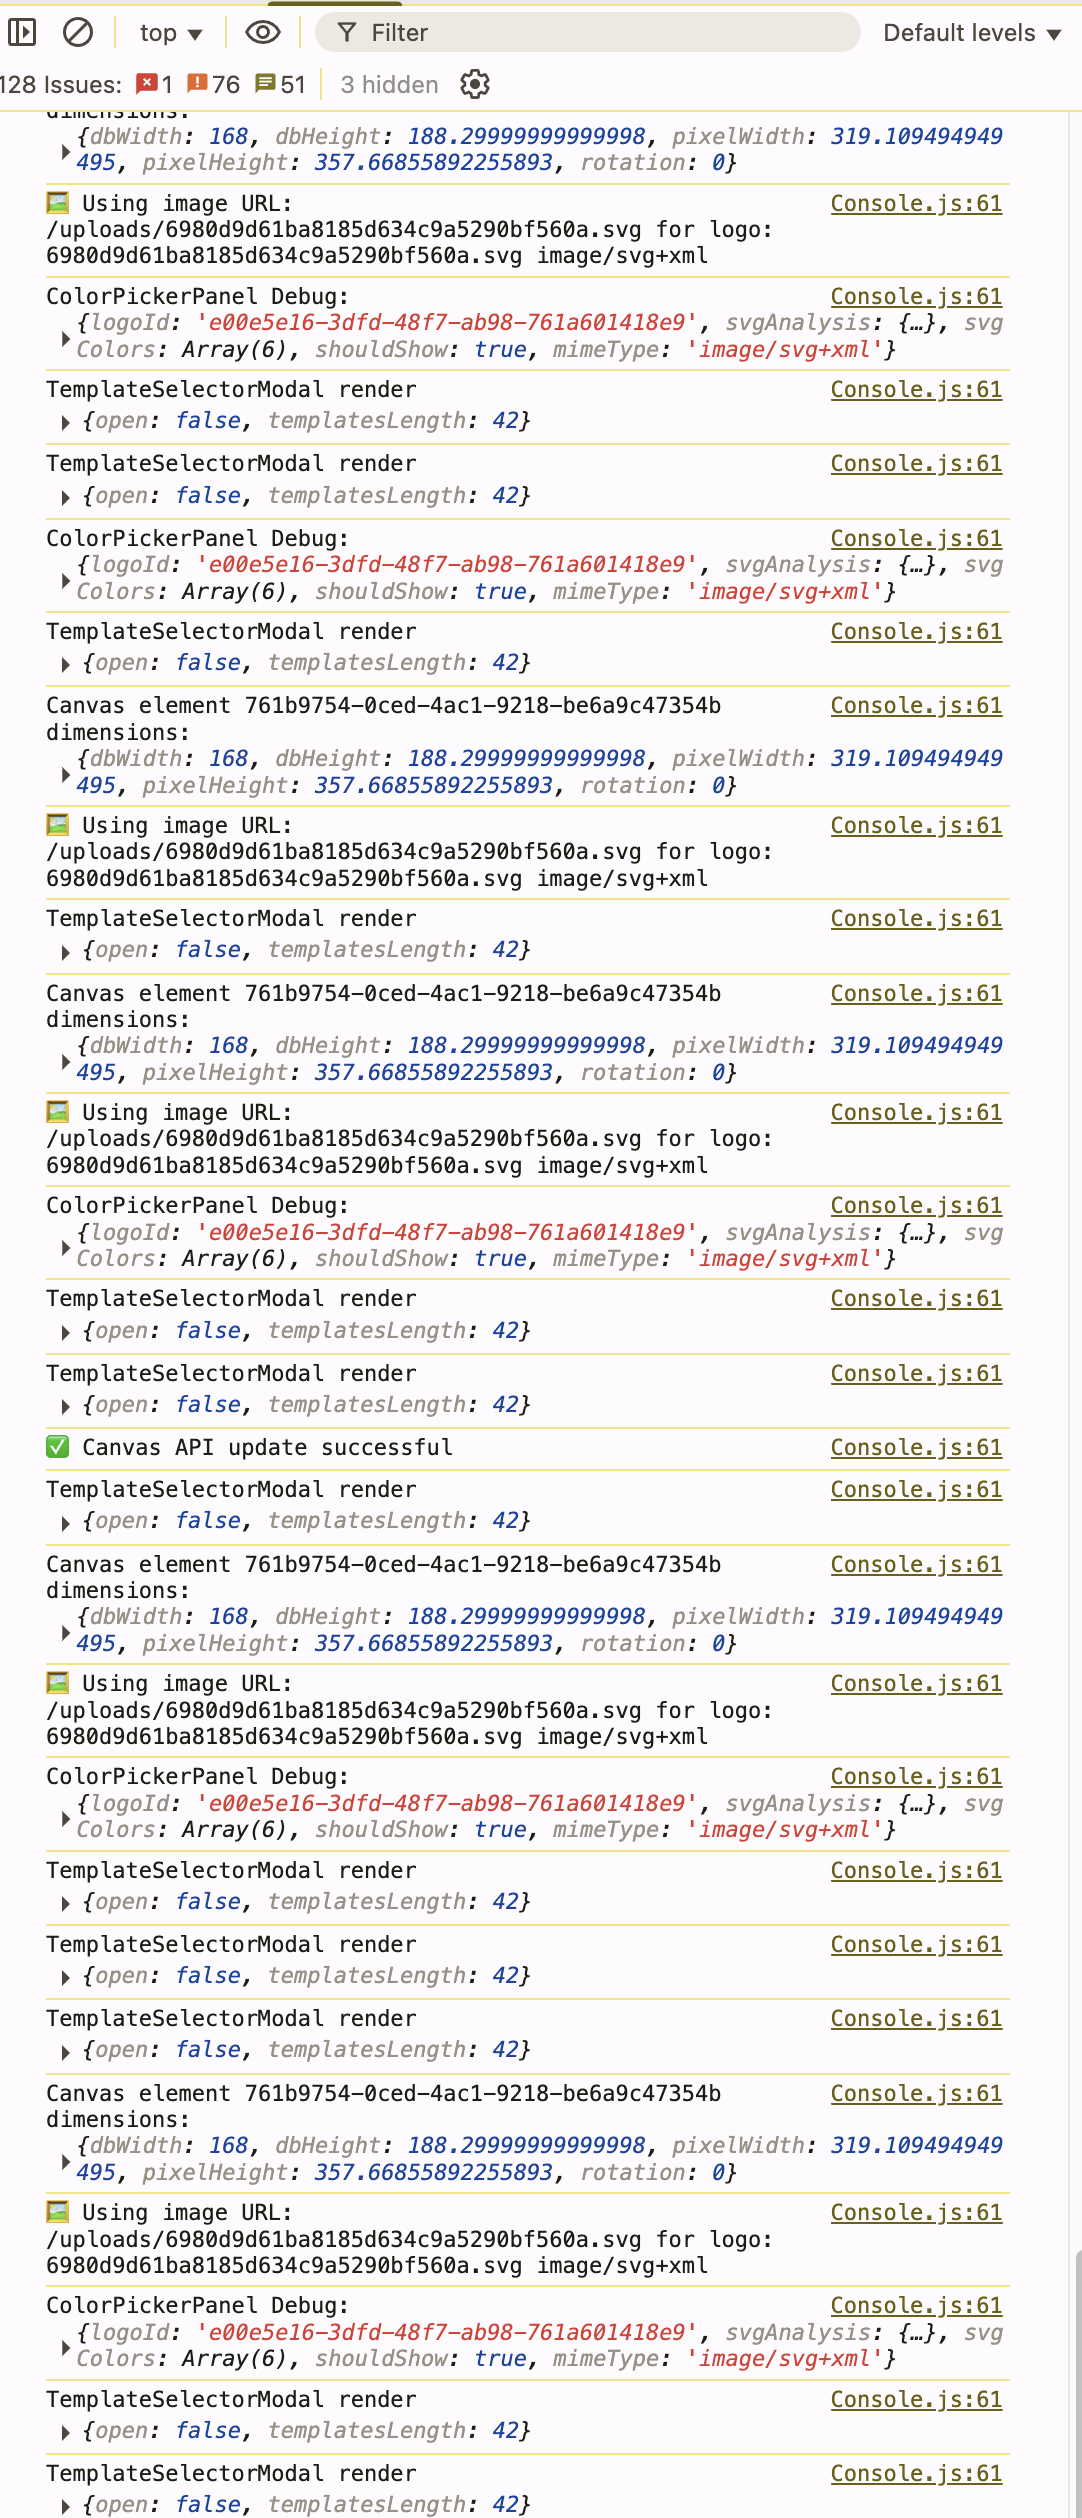 top ▼ Filter Default levels ▼
128 Issues: 1 76 51 3 hidden
dimensions:
{dbWidth: 168, dbHeight: 188.29999999999998, pixelWidth: 319.109494949
495, pixelHeight: 357.66855892255893, rotation: 0}
🖼️ Using image URL: Console.js:61
/uploads/6980d9d61ba8185d634c9a5290bf560a.svg for logo:
6980d9d61ba8185d634c9a5290bf560a.svg image/svg+xml
ColorPickerPanel Debug: Console.js:61
{logoId: 'e00e5e16-3dfd-48f7-ab98-761a601418e9', svgAnalysis: {…}, svg
Colors: Array(6), shouldShow: true, mimeType: 'image/svg+xml'}
TemplateSelectorModal render Console.js:61
{open: false, templatesLength: 42}
TemplateSelectorModal render Console.js:61
{open: false, templatesLength: 42}
ColorPickerPanel Debug: Console.js:61
{logoId: 'e00e5e16-3dfd-48f7-ab98-761a601418e9', svgAnalysis: {…}, svg
Colors: Array(6), shouldShow: true, mimeType: 'image/svg+xml'}
TemplateSelectorModal render Console.js:61
{open: false, templatesLength: 42}
Canvas element 761b9754-0ced-4ac1-9218-be6a9c47354b Console.js:61
dimensions:
{dbWidth: 168, dbHeight: 188.29999999999998, pixelWidth: 319.109494949
495, pixelHeight: 357.66855892255893, rotation: 0}
🖼️ Using image URL: Console.js:61
/uploads/6980d9d61ba8185d634c9a5290bf560a.svg for logo:
6980d9d61ba8185d634c9a5290bf560a.svg image/svg+xml
TemplateSelectorModal render Console.js:61
{open: false, templatesLength: 42}
Canvas element 761b9754-0ced-4ac1-9218-be6a9c47354b Console.js:61
dimensions:
{dbWidth: 168, dbHeight: 188.29999999999998, pixelWidth: 319.109494949
495, pixelHeight: 357.66855892255893, rotation: 0}
🖼️ Using image URL: Console.js:61
/uploads/6980d9d61ba8185d634c9a5290bf560a.svg for logo:
6980d9d61ba8185d634c9a5290bf560a.svg image/svg+xml
ColorPickerPanel Debug: Console.js:61
{logoId: 'e00e5e16-3dfd-48f7-ab98-761a601418e9', svgAnalysis: {…}, svg
Colors: Array(6), shouldShow: true, mimeType: 'image/svg+xml'}
TemplateSelectorModal render Console.js:61
{open: false, templatesLength: 42}
TemplateSelectorModal render Console.js:61
{open: false, templatesLength: 42}
✅ Canvas API update successful Console.js:61
TemplateSelectorModal render Console.js:61
{open: false, templatesLength: 42}
Canvas element 761b9754-0ced-4ac1-9218-be6a9c47354b Console.js:61
dimensions:
{dbWidth: 168, dbHeight: 188.29999999999998, pixelWidth: 319.109494949
495, pixelHeight: 357.66855892255893, rotation: 0}
🖼️ Using image URL: Console.js:61
/uploads/6980d9d61ba8185d634c9a5290bf560a.svg for logo:
6980d9d61ba8185d634c9a5290bf560a.svg image/svg+xml
ColorPickerPanel Debug: Console.js:61
{logoId: 'e00e5e16-3dfd-48f7-ab98-761a601418e9', svgAnalysis: {…}, svg
Colors: Array(6), shouldShow: true, mimeType: 'image/svg+xml'}
TemplateSelectorModal render Console.js:61
{open: false, templatesLength: 42}
TemplateSelectorModal render Console.js:61
{open: false, templatesLength: 42}
TemplateSelectorModal render Console.js:61
{open: false, templatesLength: 42}
Canvas element 761b9754-0ced-4ac1-9218-be6a9c47354b Console.js:61
dimensions:
{dbWidth: 168, dbHeight: 188.29999999999998, pixelWidth: 319.109494949
495, pixelHeight: 357.66855892255893, rotation: 0}
🖼️ Using image URL: Console.js:61
/uploads/6980d9d61ba8185d634c9a5290bf560a.svg for logo:
6980d9d61ba8185d634c9a5290bf560a.svg image/svg+xml
ColorPickerPanel Debug: Console.js:61
{logoId: 'e00e5e16-3dfd-48f7-ab98-761a601418e9', svgAnalysis: {…}, svg
Colors: Array(6), shouldShow: true, mimeType: 'image/svg+xml'}
TemplateSelectorModal render Console.js:61
{open: false, templatesLength: 42}
TemplateSelectorModal render Console.js:61
{open: false, templatesLength: 42}